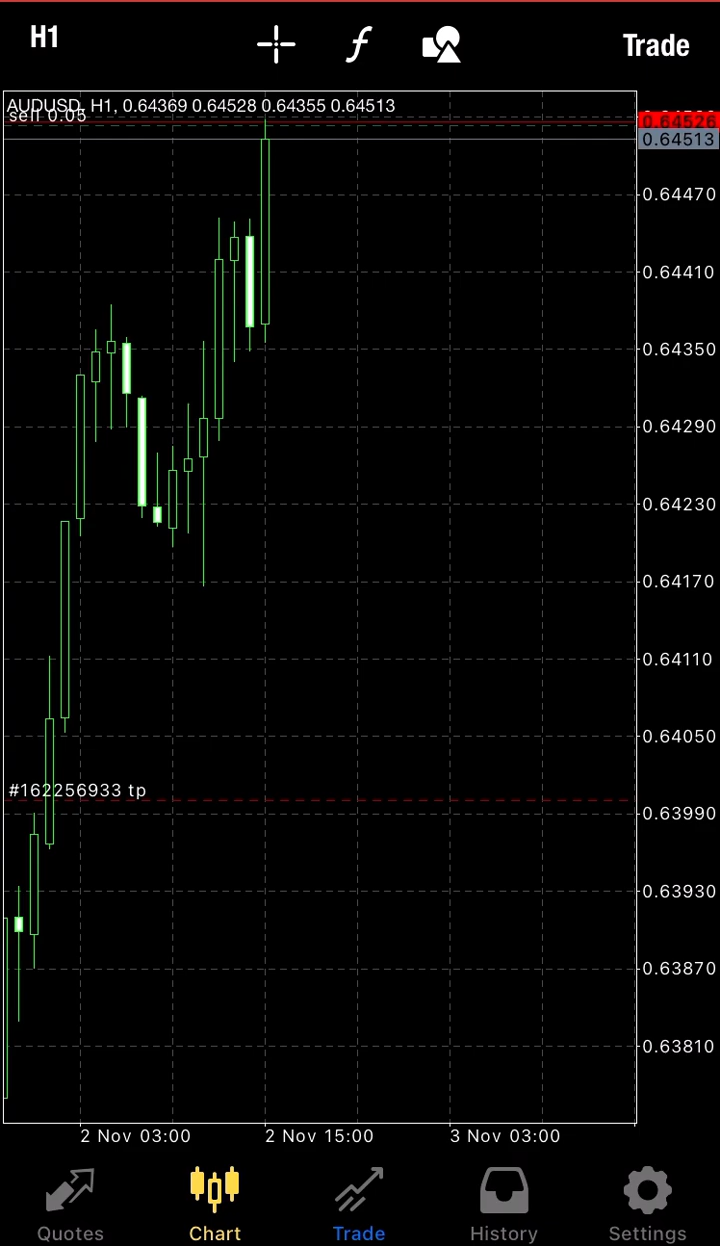 H1
f
Trade
AUDUSD, H1, 0.64369 0.64528 0.64355 0.64513
sell 0.05
0.64526
0.64513
0.64470
0.64410
0.64350
0.64290
0.64230
0.64170
0.64110
0.64050
#162256933 tp
0.63990
0.63930
0.63870
0.63810
2 Nov 03:00
2 Nov 15:00
3 Nov 03:00
Quotes
Chart
Trade
History
Settings